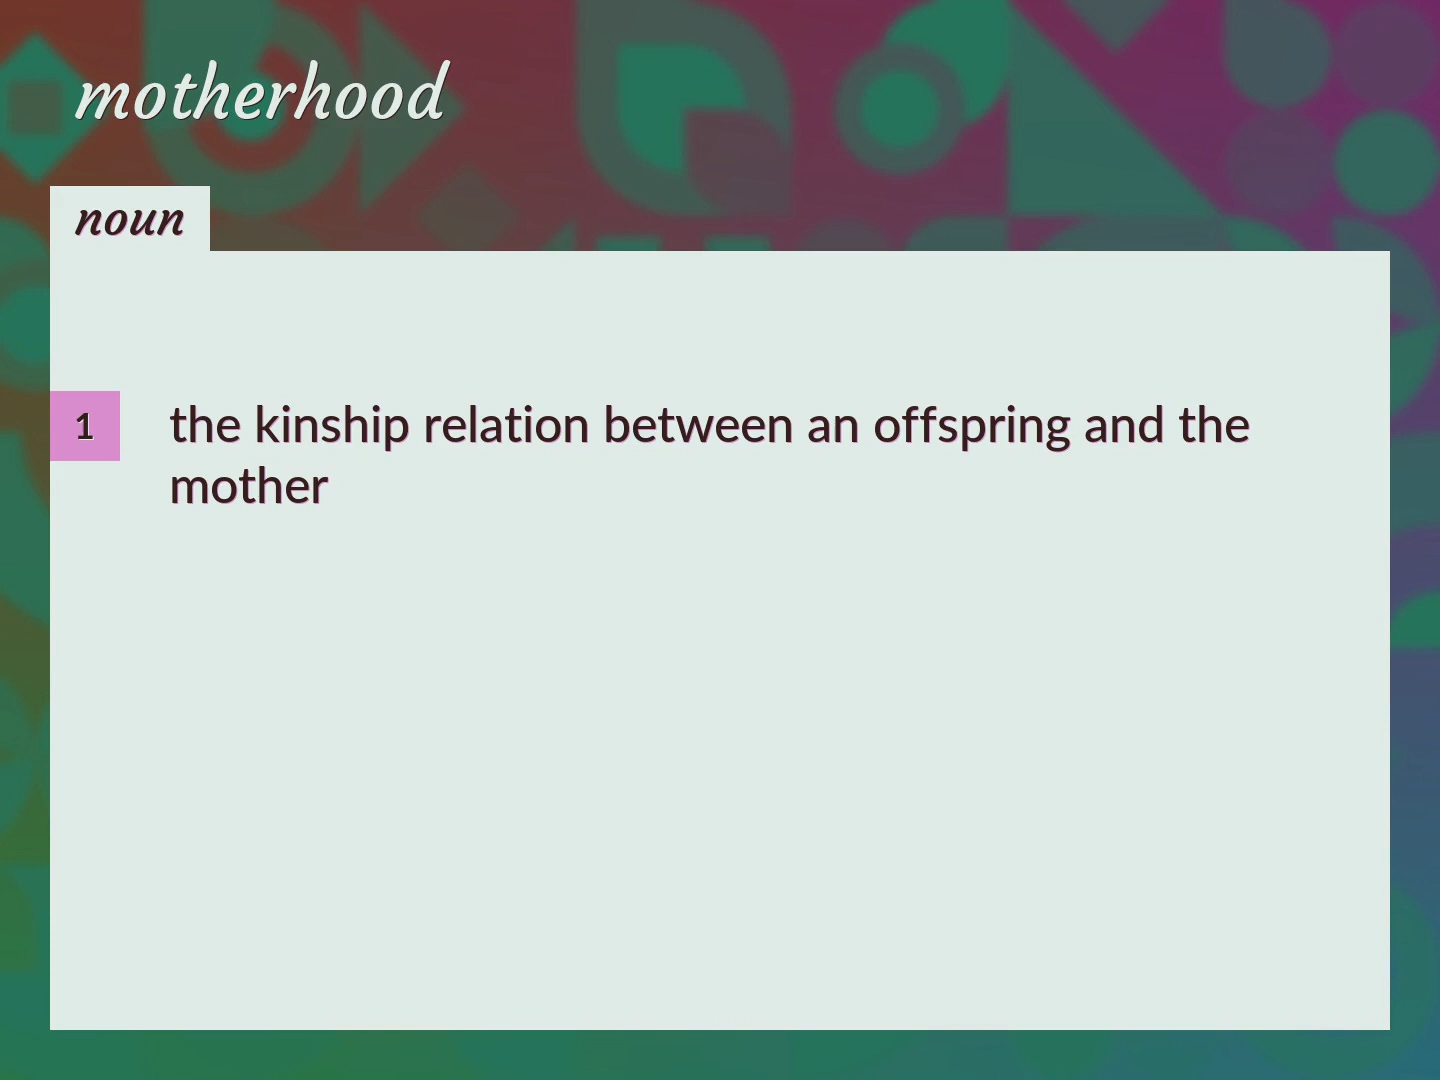 motherhood
noun
1
the kinship relation between an offspring and the
mother